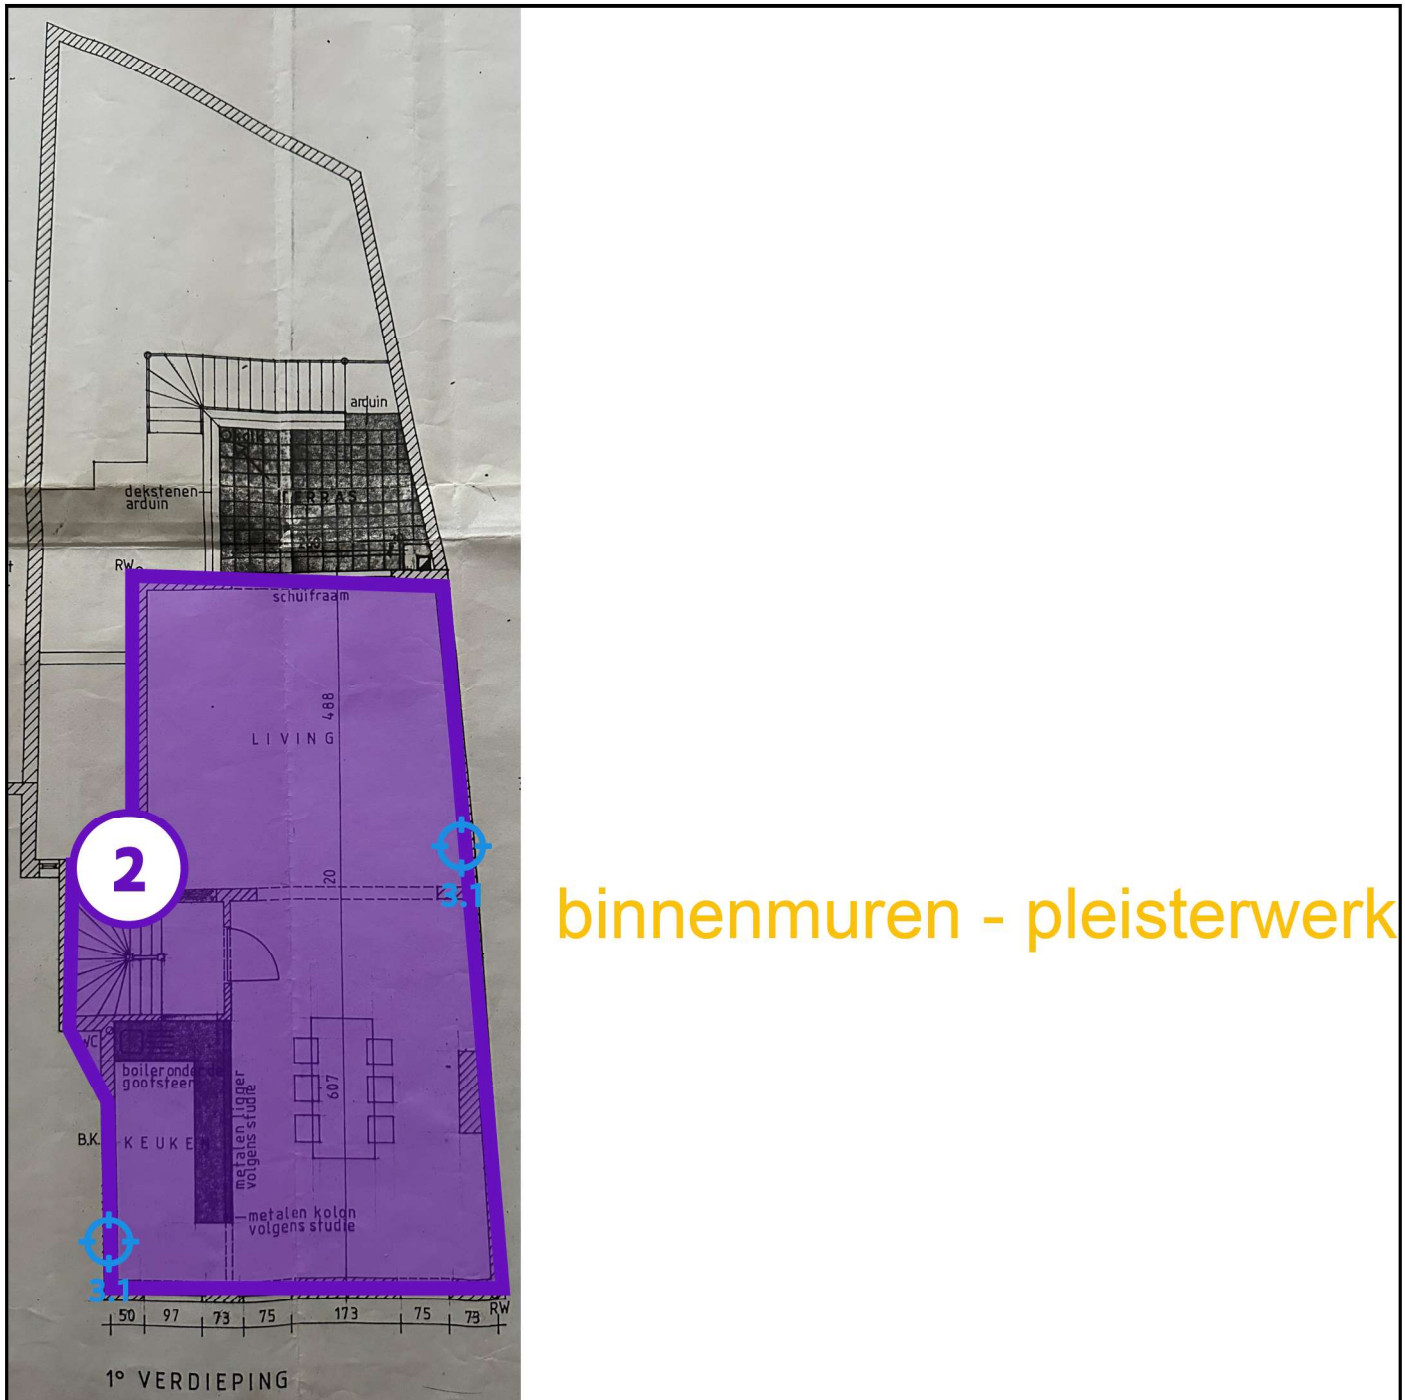 arduin
dekstenen
arduin
TERRAS
RW
schuifraam
488
LIVING
2
20
3.1
binnenmuren - pleisterwerk
WC
boiler onder de
gootsteen
metalen ligger
volgens studie
607
B.K.
KEUKEN
metalen kolon
volgens studie
3.1
50 97 73 75 173 75 73 RW
1° VERDIEPING